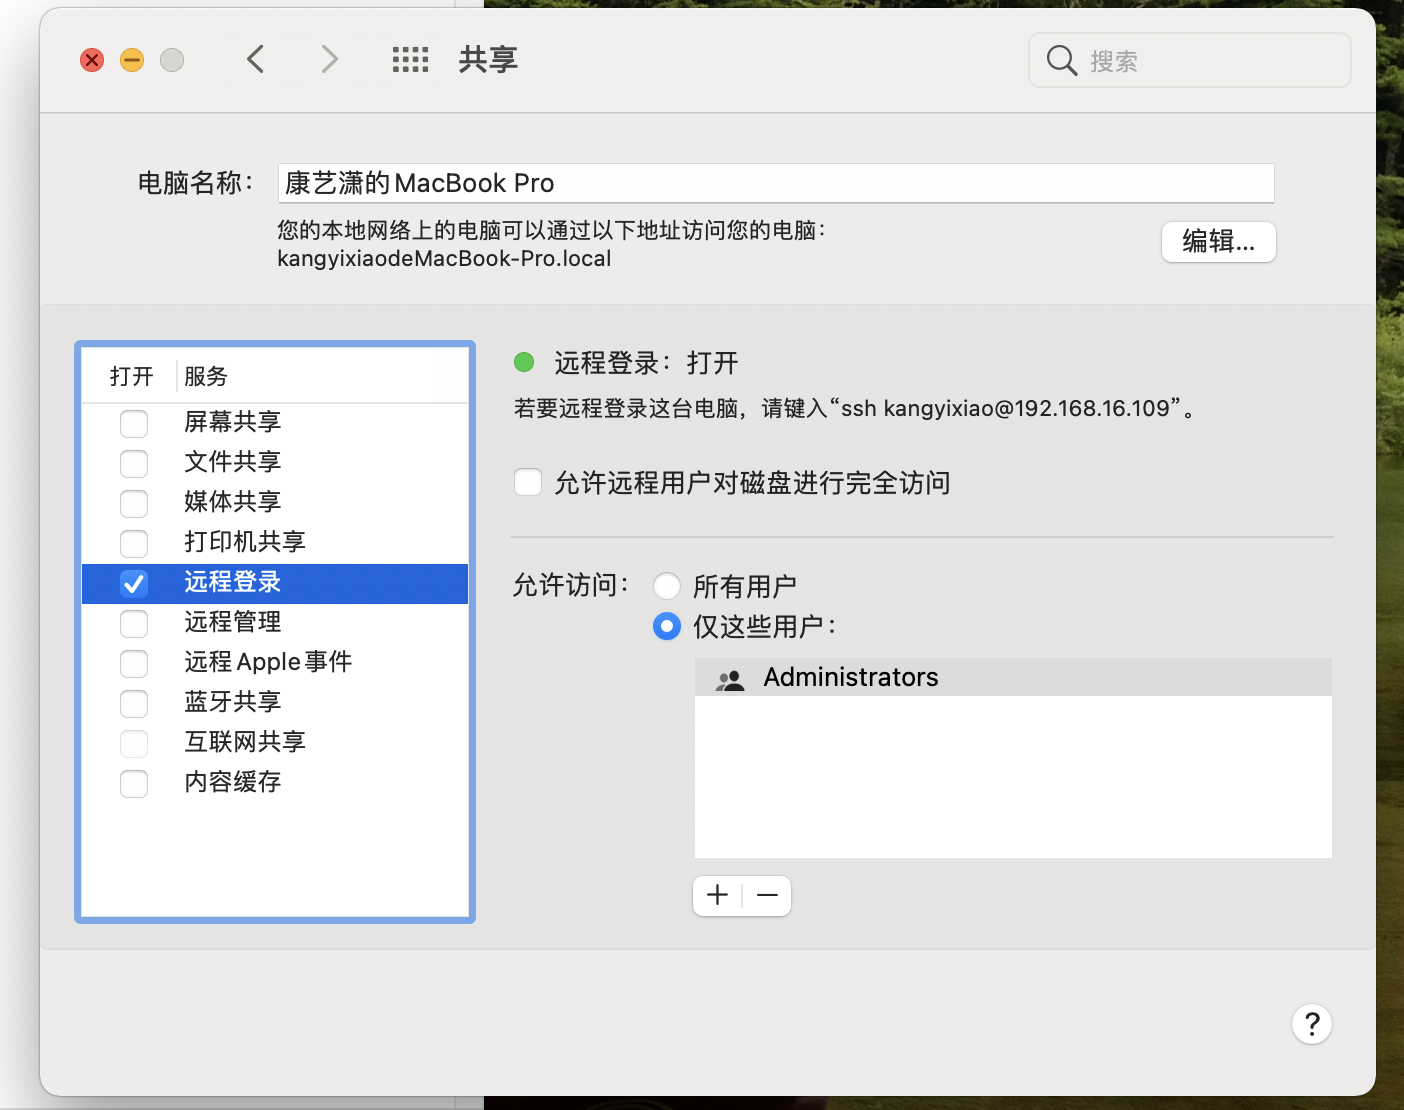 共享
搜索
电脑名称：
康艺潇的MacBook Pro
您的本地网络上的电脑可以通过以下地址访问您的电脑：
kangyixiaodeMacBook-Pro.local
编辑...
打开
服务
屏幕共享
文件共享
媒体共享
打印机共享
远程登录
远程管理
远程Apple事件
蓝牙共享
互联网共享
内容缓存
远程登录：打开
若要远程登录这台电脑，请键入“ssh kangyixiao@192.168.16.109”。
允许远程用户对磁盘进行完全访问
允许访问：
所有用户
仅这些用户：
Administrators
+
—
?